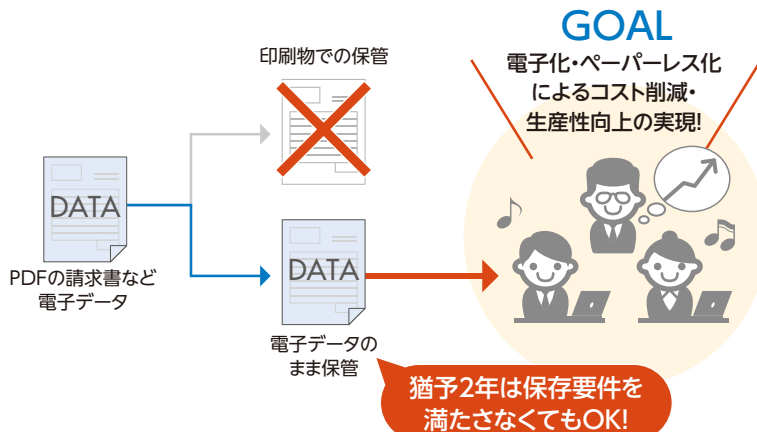 GOAL
電子化・ペーパーレス化
によるコスト削減・
生産性向上の実現!
印刷物での保管
DATA
PDFの請求書など
電子データ
DATA
電子データの
まま保管
猶予2年は保存要件を
満たさなくてもOK!